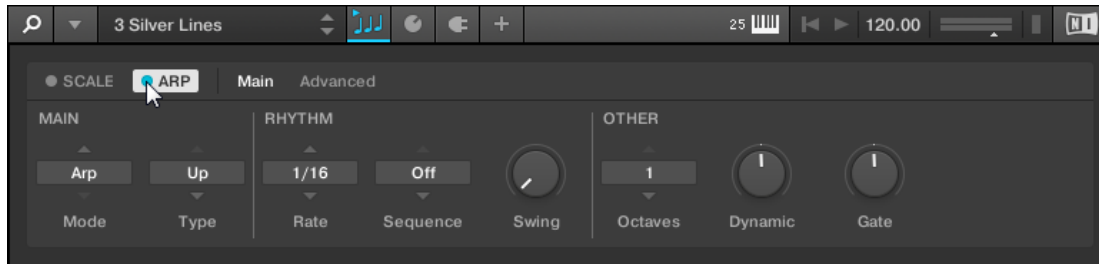 3 Silver Lines 25 120.00 NI
SCALE ARP Main Advanced
MAIN RHYTHM OTHER
Arp Up 1/16 Off 1
Mode Type Rate Sequence Swing Octaves Dynamic Gate